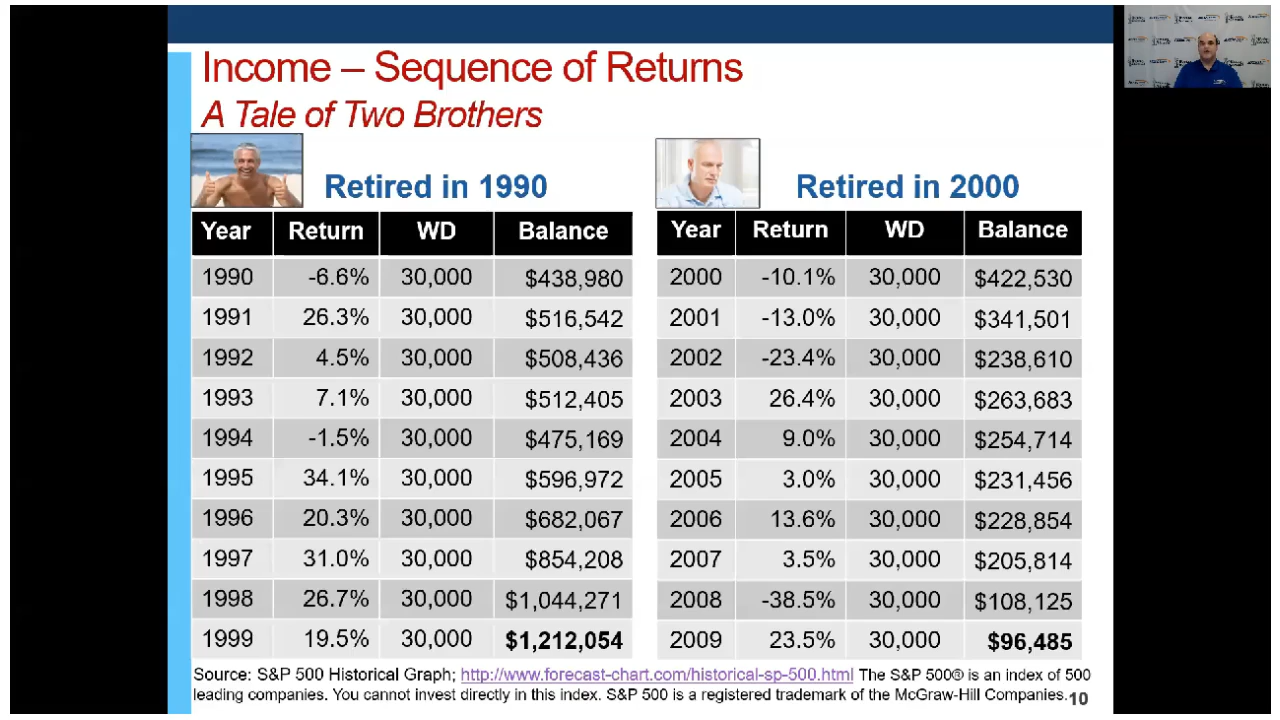 Income – Sequence of Returns
A Tale of Two Brothers
Retired in 1990
Year Return WD Balance
1990 -6.6% 30,000 $438,980
1991 26.3% 30,000 $516,542
1992 4.5% 30,000 $508,436
1993 7.1% 30,000 $512,405
1994 -1.5% 30,000 $475,169
1995 34.1% 30,000 $596,972
1996 20.3% 30,000 $682,067
1997 31.0% 30,000 $854,208
1998 26.7% 30,000 $1,044,271
1999 19.5% 30,000 $1,212,054
Retired in 2000
Year Return WD Balance
2000 -10.1% 30,000 $422,530
2001 -13.0% 30,000 $341,501
2002 -23.4% 30,000 $238,610
2003 26.4% 30,000 $263,683
2004 9.0% 30,000 $254,714
2005 3.0% 30,000 $231,456
2006 13.6% 30,000 $228,854
2007 3.5% 30,000 $205,814
2008 -38.5% 30,000 $108,125
2009 23.5% 30,000 $96,485
Source: S&P 500 Historical Graph; http://www.forecast-chart.com/historical-sp-500.html The S&P 500® is an index of 500
leading companies. You cannot invest directly in this index. S&P 500 is a registered trademark of the McGraw-Hill Companies.
10